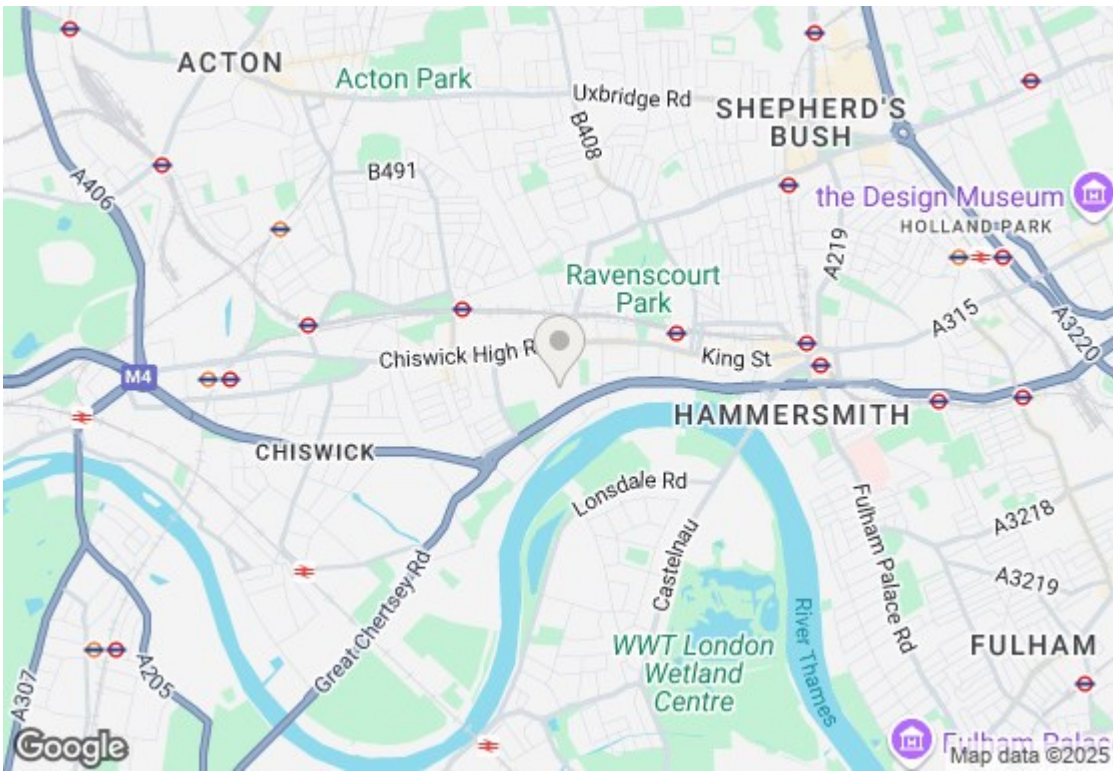 ACTON
Acton Park
Uxbridge Rd
SHEPHERD'S
BUSH
B408
B491
A406
the Design Museum
HOLLAND PARK
A219
Ravenscourt
Park
A315
A3220
Chiswick High R
King St
M4
HAMMERSMITH
CHISWICK
Lonsdale Rd
Fulham Palace Rd
A3218
Great Chertsey Rd
Castelnau
A3219
River Thames
WWT London
Wetland
Centre
FULHAM
A307
A205
Google
Fulham Palac
Map data ©2025